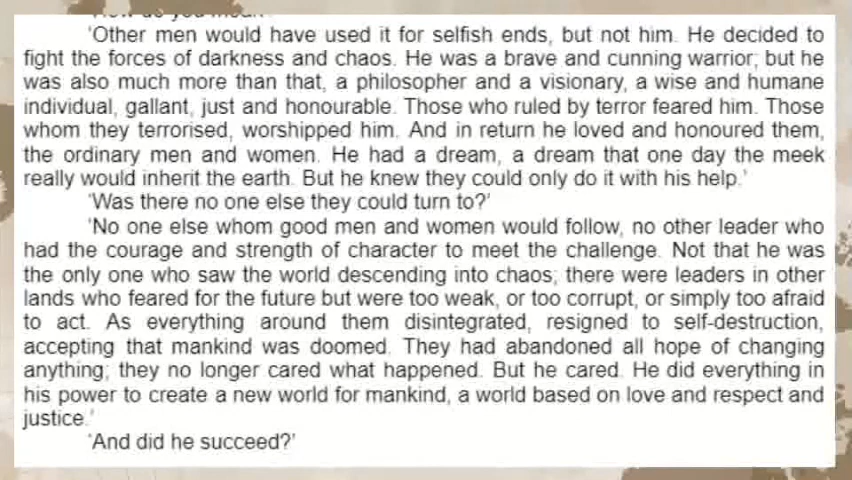 'Other men would have used it for selfish ends, but not him. He decided to
fight the forces of darkness and chaos. He was a brave and cunning warrior; but he
was also much more than that, a philosopher and a visionary, a wise and humane
individual, gallant, just and honourable. Those who ruled by terror feared him. Those
whom they terrorised, worshipped him. And in return he loved and honoured them,
the ordinary men and women. He had a dream, a dream that one day the meek
really would inherit the earth. But he knew they could only do it with his help.'
'Was there no one else they could turn to?'
'No one else whom good men and women would follow, no other leader who
had the courage and strength of character to meet the challenge. Not that he was
the only one who saw the world descending into chaos; there were leaders in other
lands who feared for the future but were too weak, or too corrupt, or simply too afraid
to act. As everything around them disintegrated, resigned to self-destruction,
accepting that mankind was doomed. They had abandoned all hope of changing
anything; they no longer cared what happened. But he cared. He did everything in
his power to create a new world for mankind, a world based on love and respect and
justice.'
'And did he succeed?'